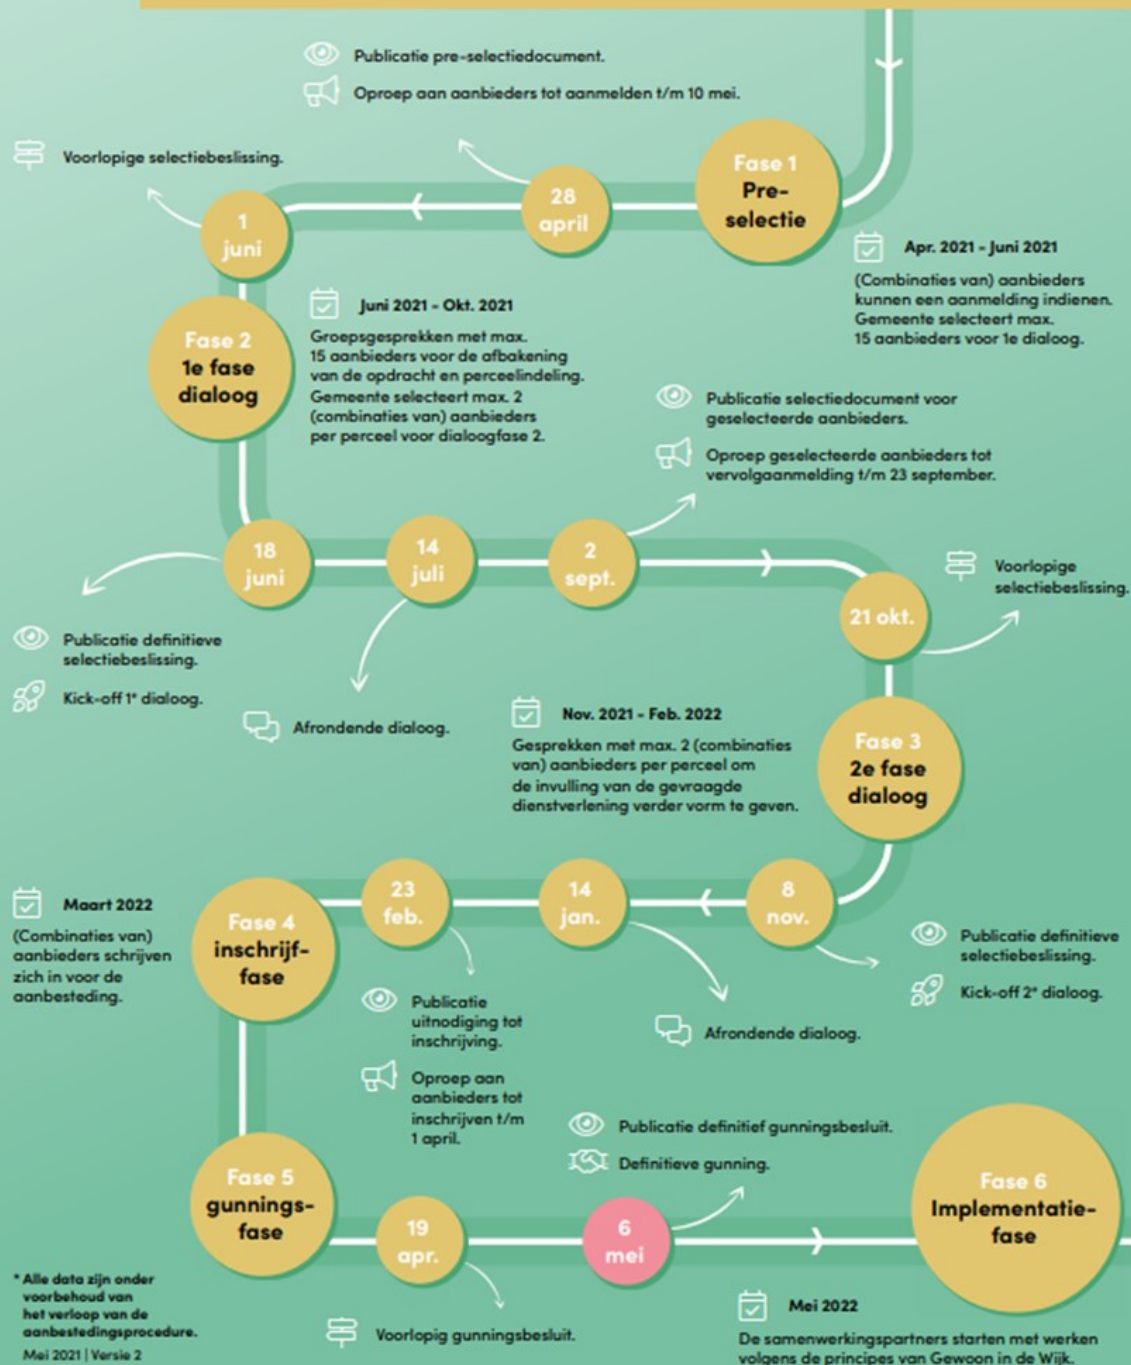 Publicatie pre-selectiedocument.
Oproep aan aanbieders tot aanmelden t/m 10 mei.
Voorlopige selectiebeslissing.
Fase 1
Pre-
selectie
28
april
1
juni
Apr. 2021 - Juni 2021
(Combinaties van) aanbieders
kunnen een aanmelding indienen.
Gemeente selecteert max.
15 aanbieders voor 1e dialoog.
Fase 2
1e fase
dialoog
Juni 2021 - Okt. 2021
Groepsgesprekken met max.
15 aanbieders voor de afbakening
van de opdracht en perceelindeling.
Gemeente selecteert max. 2
(combinaties van) aanbieders
per perceel voor dialoogfase 2.
Publicatie selectiedocument voor
geselecteerde aanbieders.
Oproep geselecteerde aanbieders tot
vervolgaanmelding t/m 23 september.
18
juni
14
juli
2
sept.
21 okt.
Voorlopige
selectiebeslissing.
Publicatie definitieve
selectiebeslissing.
Kick-off 1e dialoog.
Afrondende dialoog.
Nov. 2021 - Feb. 2022
Gesprekken met max. 2 (combinaties
van) aanbieders per perceel om
de invulling van de gevraagde
dienstverlening verder vorm te geven.
Fase 3
2e fase
dialoog
8
nov.
14
jan.
23
feb.
Publicatie definitieve
selectiebeslissing.
Kick-off 2e dialoog.
Afrondende dialoog.
Publicatie
uitnodiging tot
inschrijving.
Oproep aan
aanbieders tot
inschrijven t/m
1 april.
Fase 4
inschrijf-
fase
Maart 2022
(Combinaties van)
aanbieders schrijven
zich in voor de
aanbesteding.
Fase 5
gunnings-
fase
19
apr.
Voorlopig gunningsbesluit.
6
mei
Publicatie definitief gunningsbesluit.
Definitieve gunning.
Fase 6
Implementatie-
fase
Mei 2022
De samenwerkingspartners starten met werken
volgens de principes van Gewoon in de Wijk.
* Alle data zijn onder
voorbehoud van
het verloop van de
aanbestedingsprocedure.
Mei 2021 | Versie 2